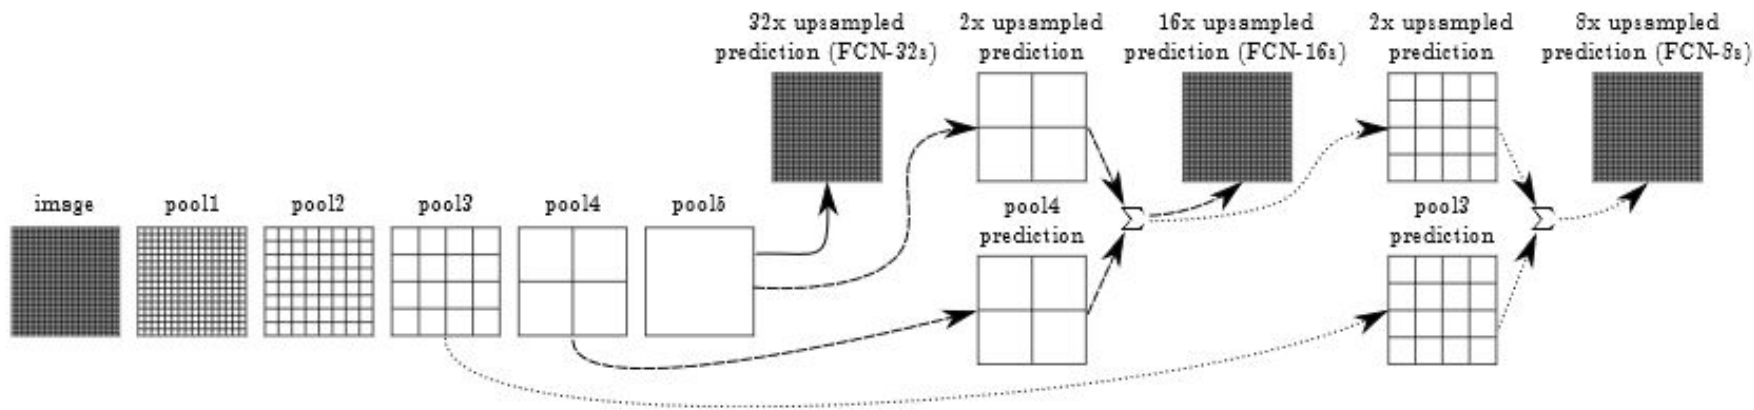 32x upsampled
prediction (FCN-32s)
2x upsampled
prediction
16x upsampled
prediction (FCN-16s)
2x upsampled
prediction
8x upsampled
prediction (FCN-8s)
image
pool1
pool2
pool3
pool4
pool5
pool4
prediction
pool3
prediction
Σ
Σ